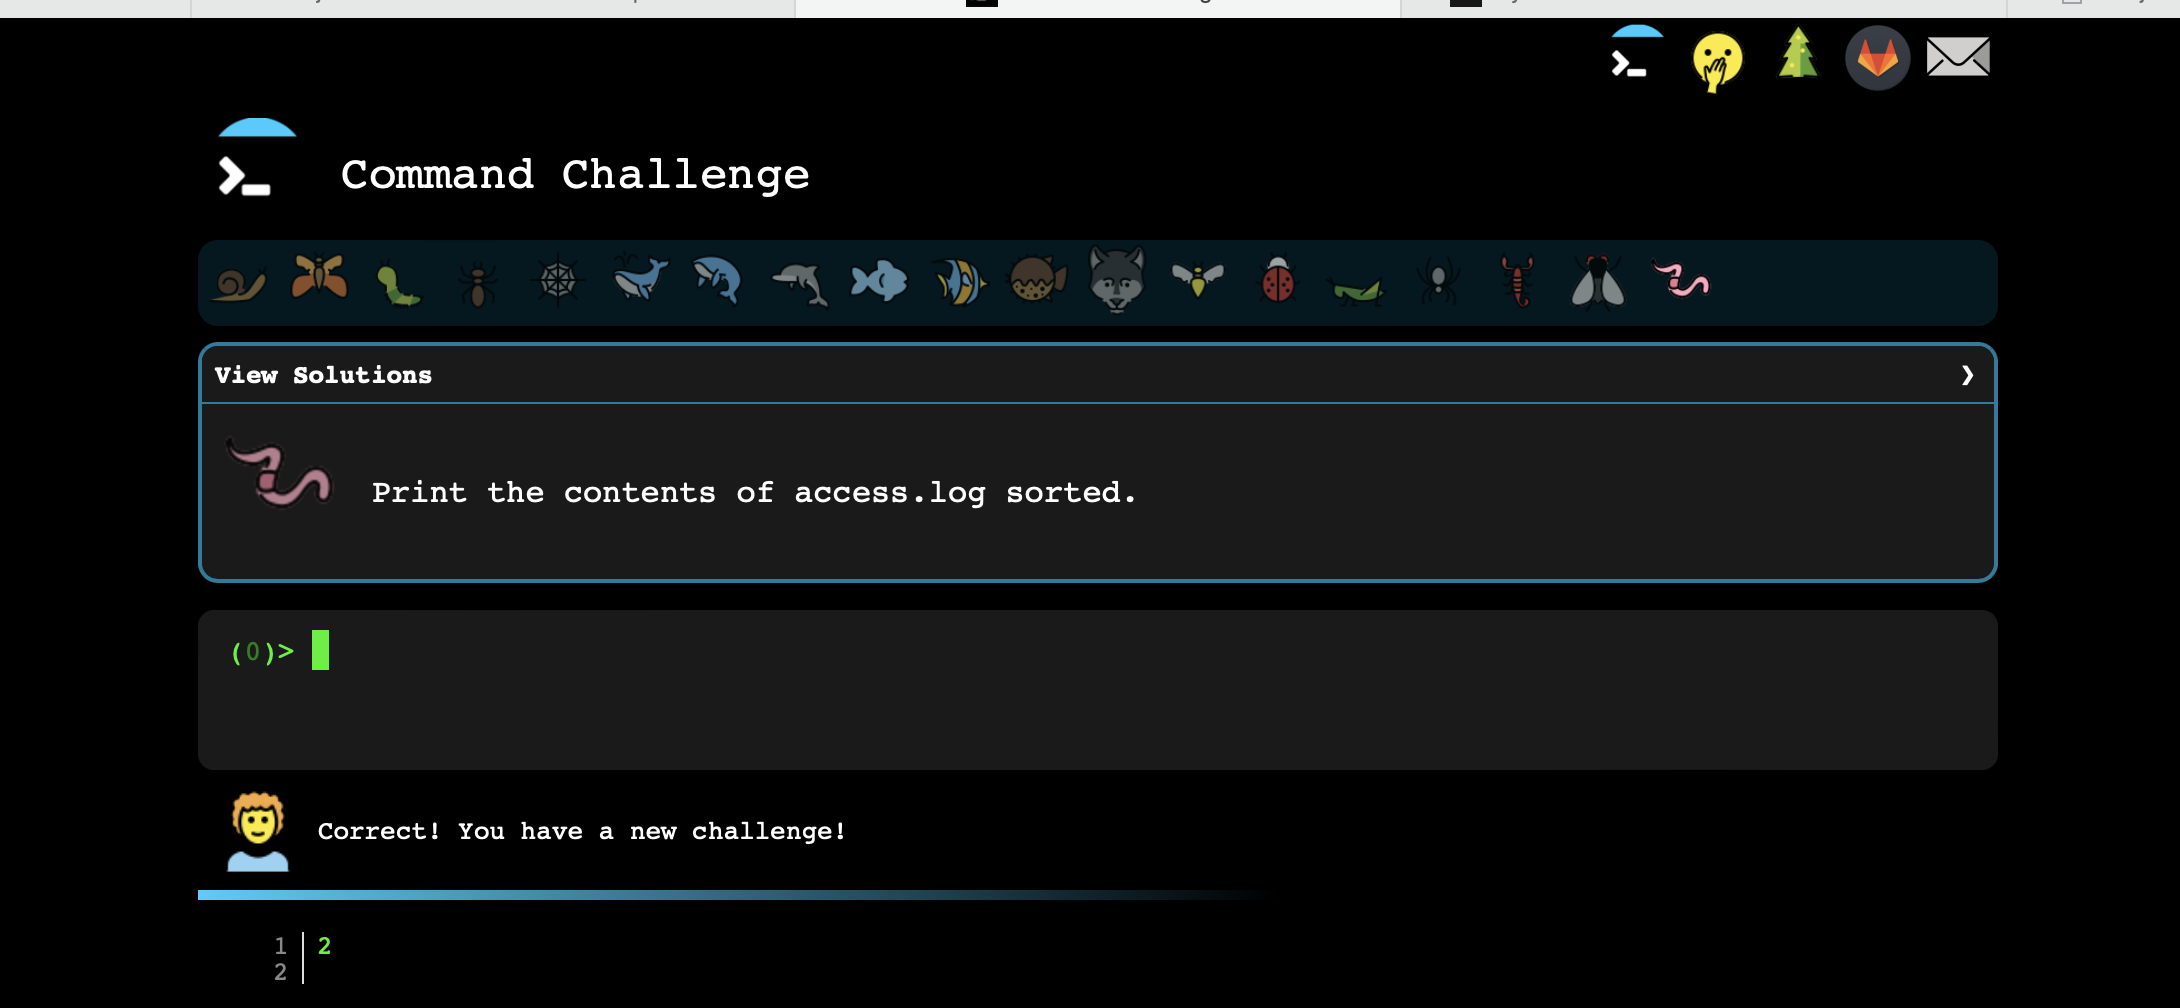 Command Challenge
View Solutions
Print the contents of access.log sorted.
(0)>
Correct! You have a new challenge!
1 2
2